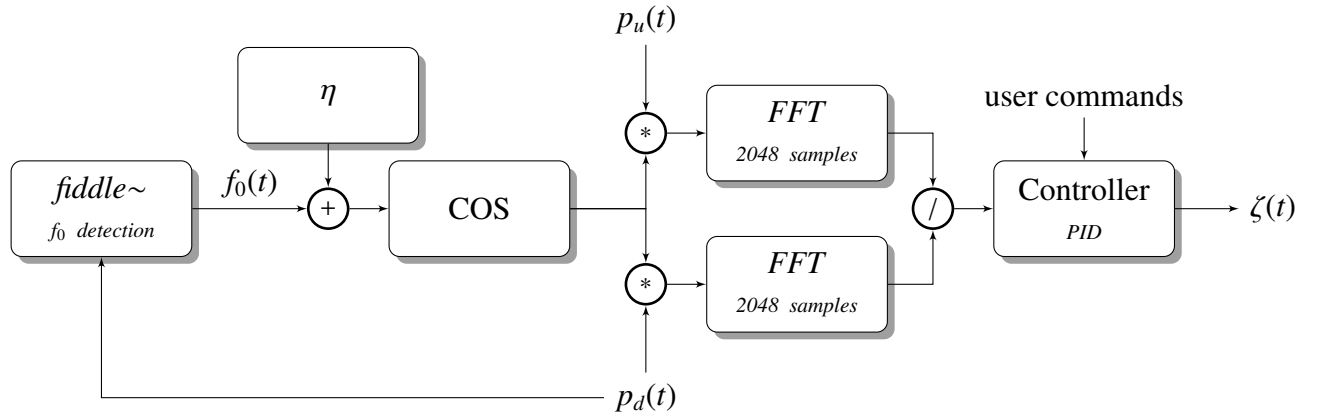 p_u(t)
η
FFT
2048 samples
user commands
*
fiddle~
f_0 detection
f_0(t)
+
COS
/
Controller
PID
ζ(t)
*
FFT
2048 samples
p_d(t)